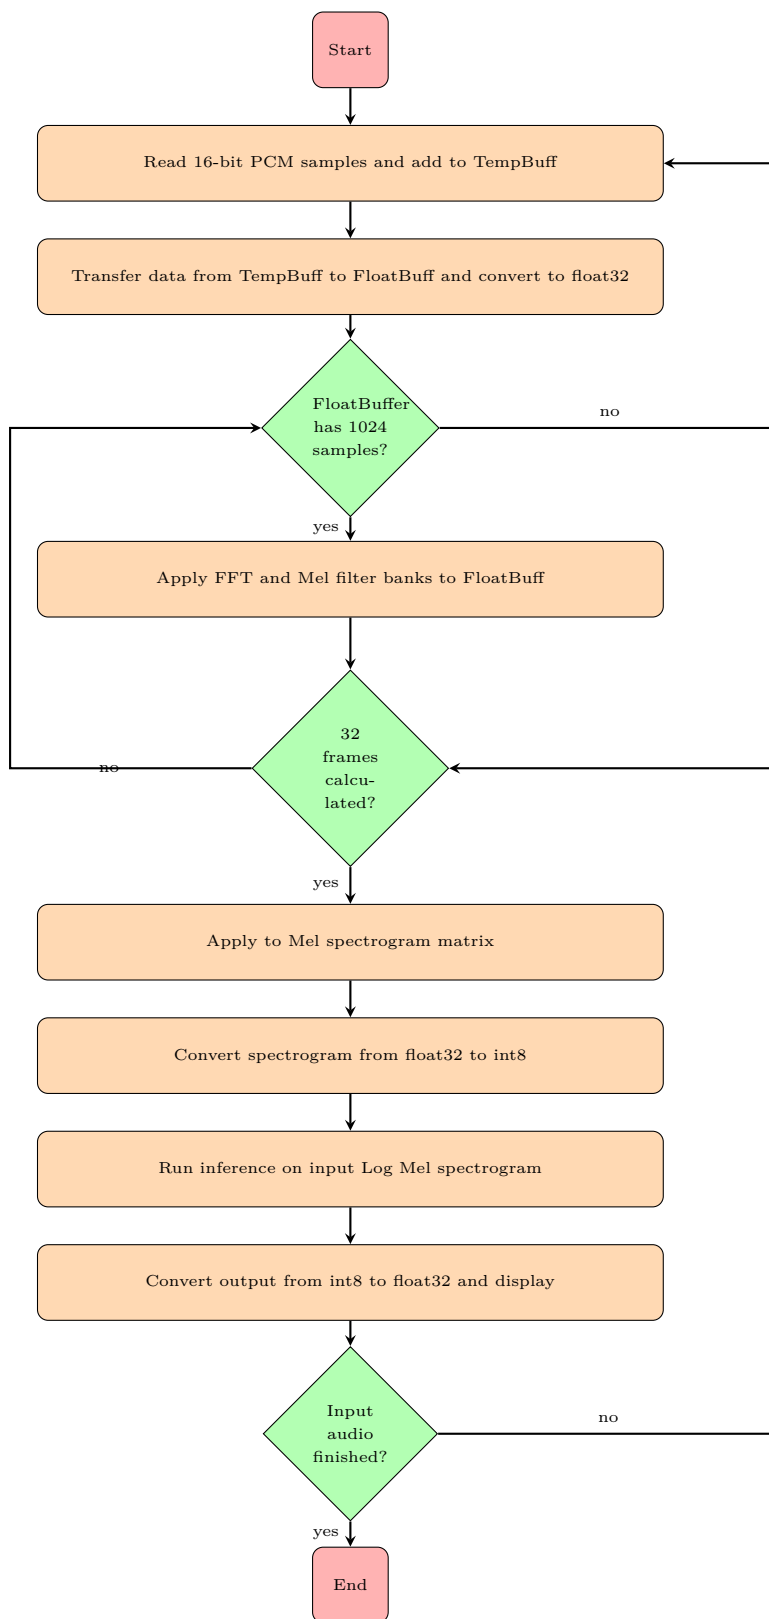 Start
Read 16-bit PCM samples and add to TempBuff
Transfer data from TempBuff to FloatBuff and convert to float32
FloatBuffer
has 1024
samples?
no
yes
Apply FFT and Mel filter banks to FloatBuff
32
frames
calcu-
lated?
no
yes
Apply to Mel spectrogram matrix
Convert spectrogram from float32 to int8
Run inference on input Log Mel spectrogram
Convert output from int8 to float32 and display
Input
audio
finished?
no
yes
End